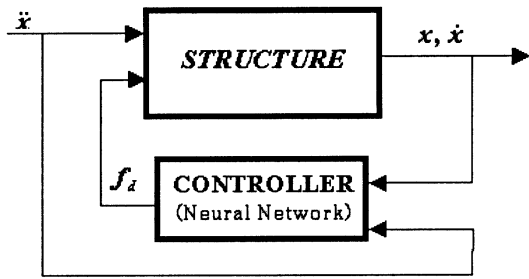 ẍ
STRUCTURE
x, ẋ
f_d
CONTROLLER
(Neural Network)